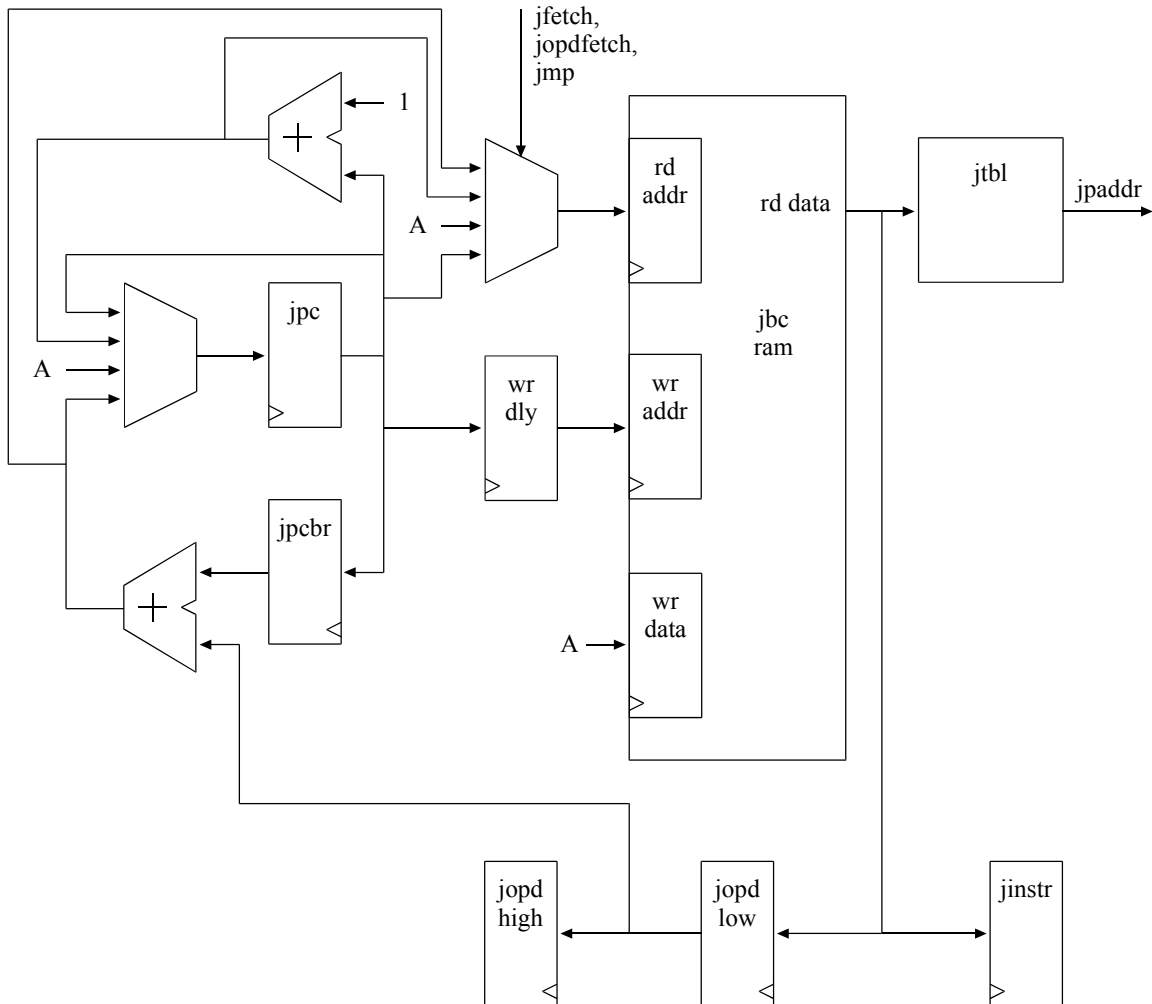 jfetch,
jopdfetch,
jmp
1
+
rd
addr
rd data
jtbl
jpaddr
A
jpc
jbc
ram
A
wr
dly
wr
addr
jpcbr
+
wr
data
A
jopd
high
jopd
low
jinstr